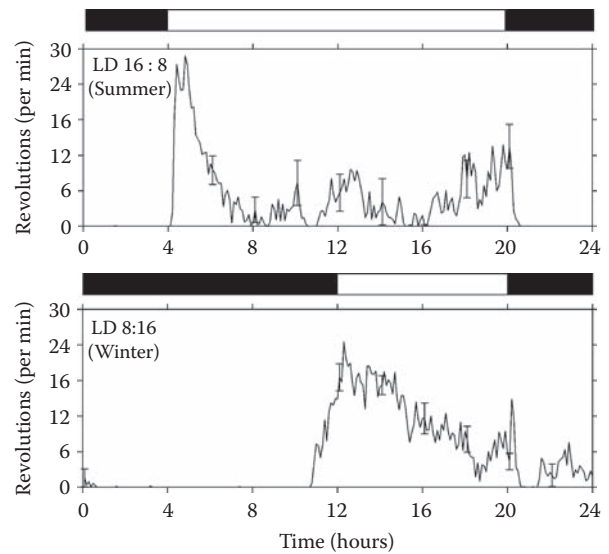 30
24
16
12
6
0
LD 16 : 8
(Summer)
Revolutions (per min)
0 4 8 12 16 20 24
30
24
16
12
6
0
LD 8:16
(Winter)
Revolutions (per min)
0 4 8 12 16 20 24
Time (hours)